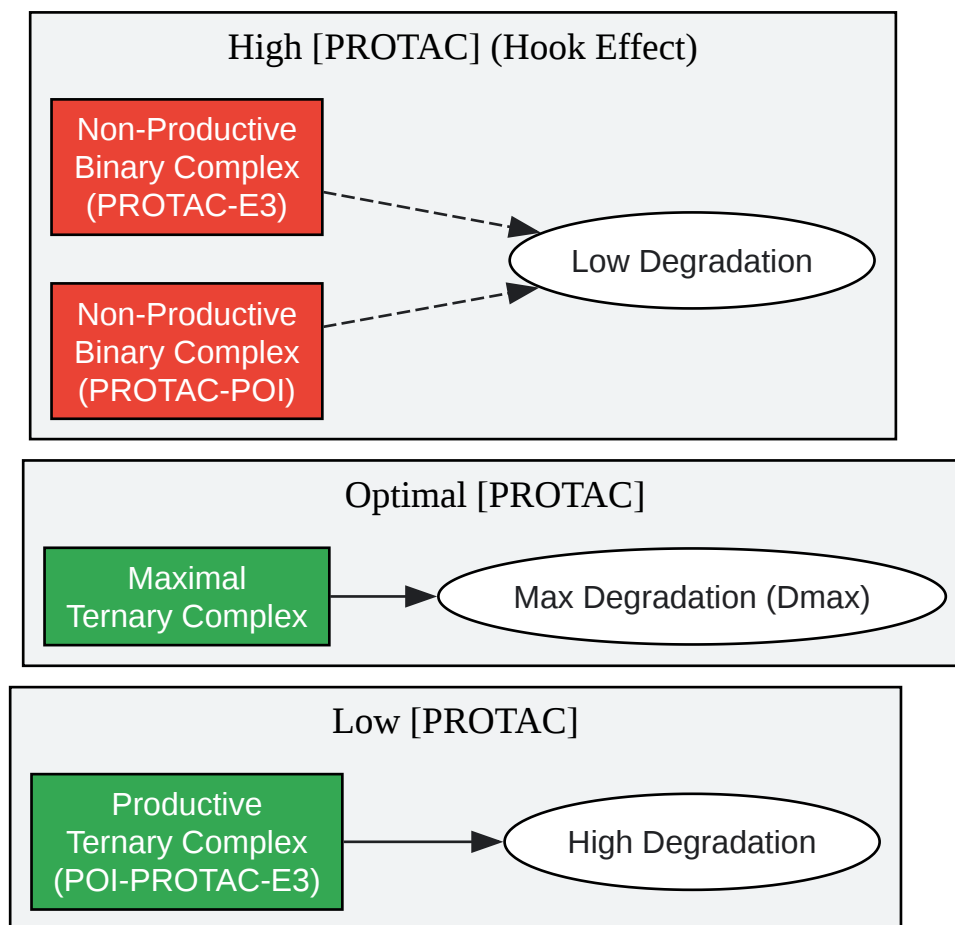 High [PROTAC] (Hook Effect)
Non-Productive
Binary Complex
(PROTAC-E3)
Low Degradation
Non-Productive
Binary Complex
(PROTAC-POI)
Optimal [PROTAC]
Maximal
Ternary Complex
Max Degradation (Dmax)
Low [PROTAC]
Productive
Ternary Complex
(POI-PROTAC-E3)
High Degradation